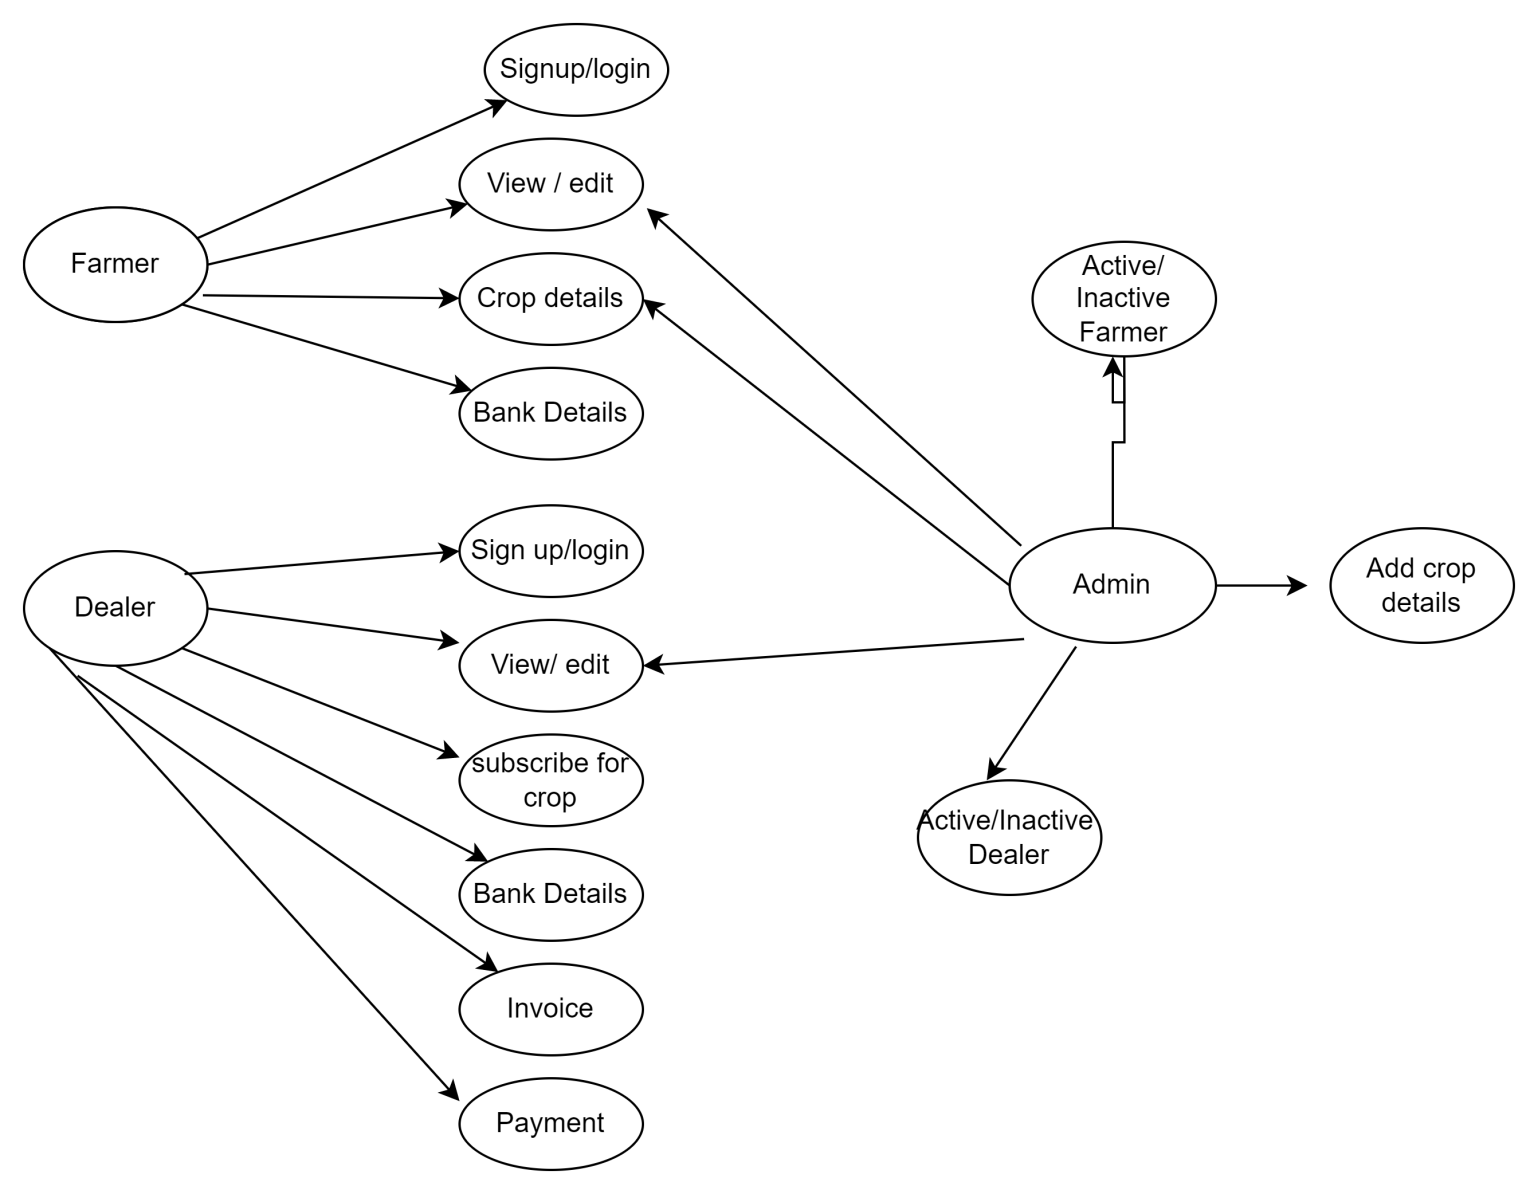 Signup/login
View / edit
Farmer
Crop details
Bank Details
Active/
Inactive
Farmer
Sign up/login
Dealer
View/ edit
subscribe for
crop
Bank Details
Invoice
Payment
Admin
Add crop
details
Active/Inactive
Dealer